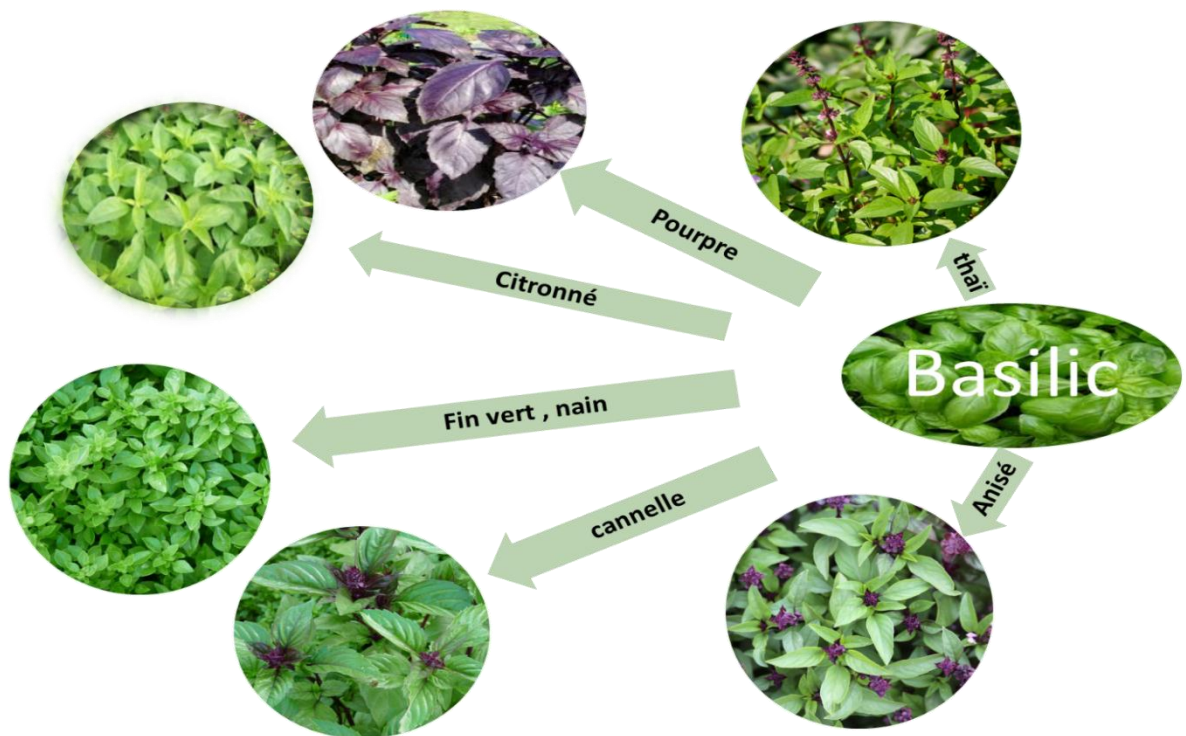 Pourpre
thaï
Citronné
Basilic
Fin vert , nain
cannelle
Anisé